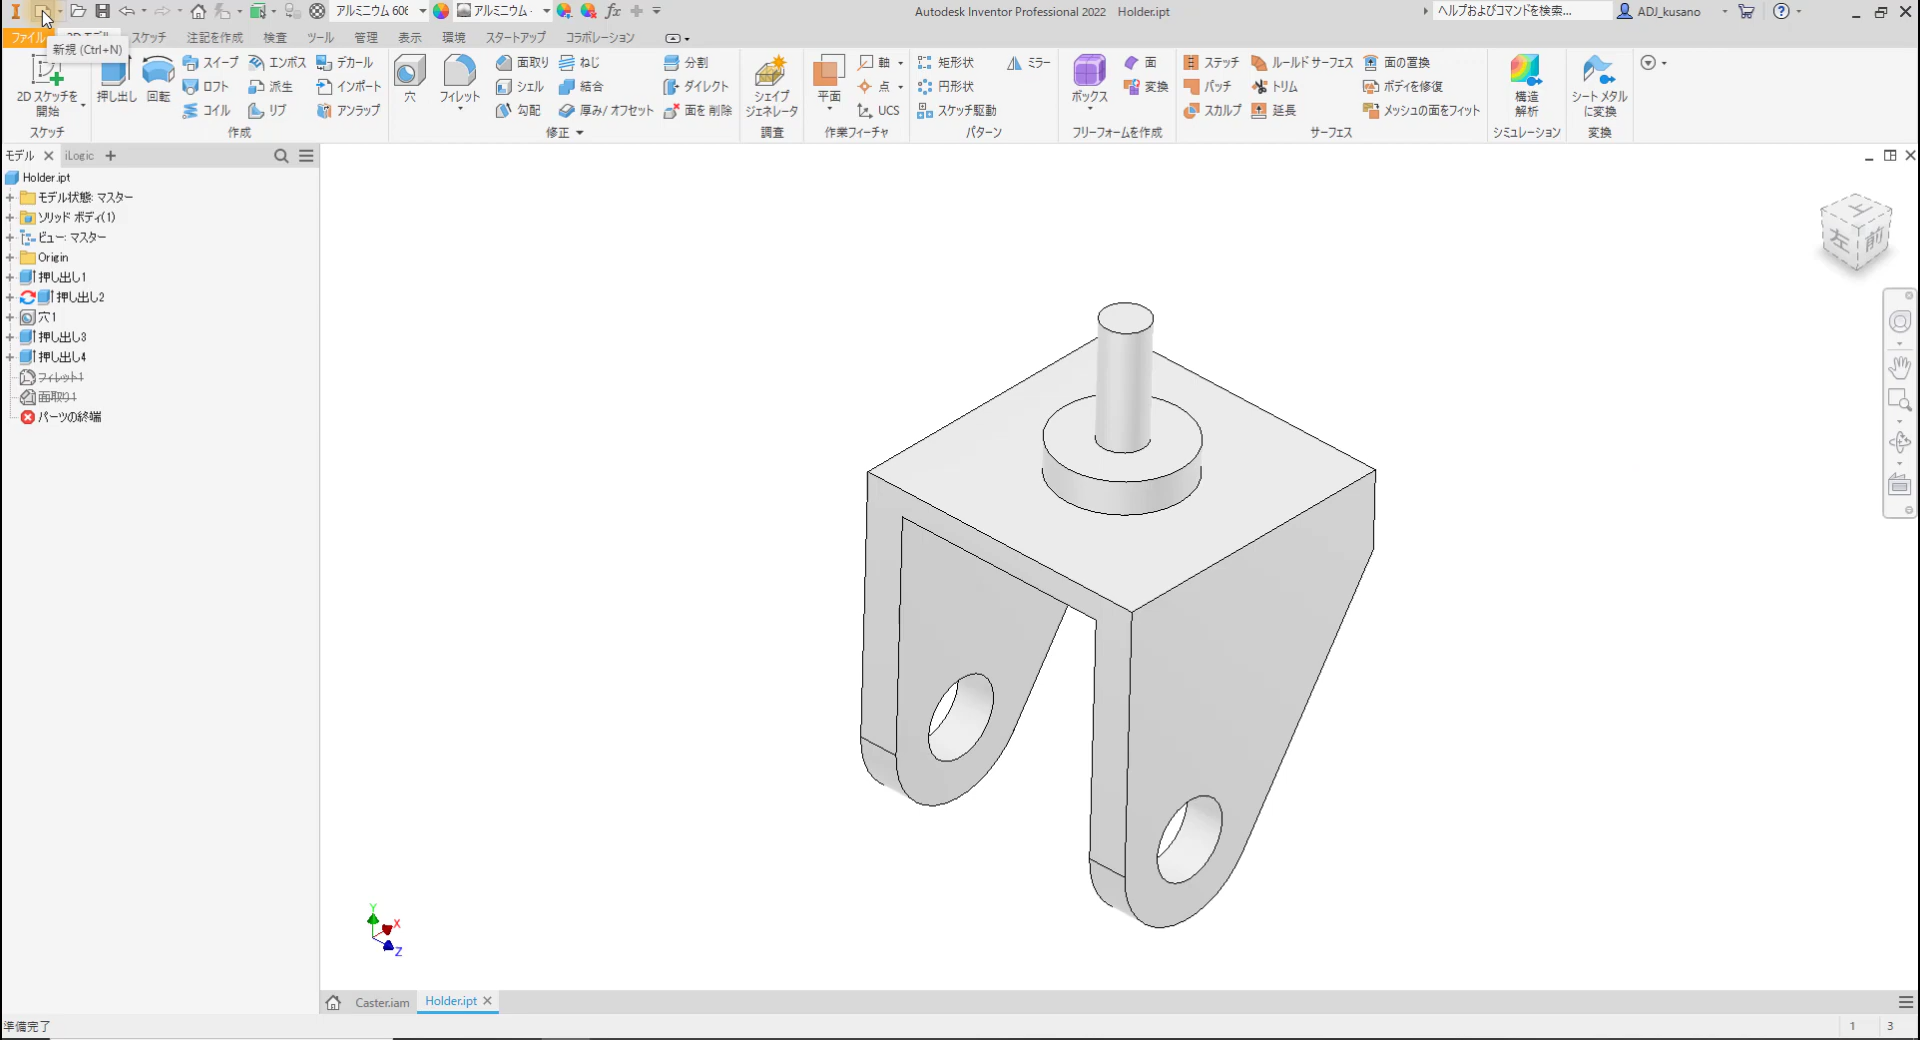 アルミニウム 606
アルミニウム -
fx
Autodesk Inventor Professional 2022 Holder.ipt
ヘルプおよびコマンドを検索...
ADJ_kusano
ファイル
スケッチ 注記を作成 検査 ツール 管理 表示 環境 スタートアップ コラボレーション
新規 (Ctrl+N)
2D スケッチを
開始
スケッチ
押し出し
回転
スイープ
エンボス
デカール
ロフト
派生
インポート
コイル
リブ
アンラップ
作成
穴
フィレット
面取り
ねじ
分割
シェル
結合
ダイレクト
勾配
厚み/ オフセット
面を 削除
修正
シェイプ
ジェネレータ
調査
平面
軸
点
UCS
作業フィーチャ
矩形状
ミラー
円形状
スケッチ駆動
パターン
ボックス
面
変換
フリーフォームを作成
ステッチ
ルールド サーフェス
面の置換
パッチ
トリム
ボディを修復
スカルプ
延長
メッシュの面をフィット
サーフェス
構造
解析
シミュレーション
シート メタル
に変換
変換
モデル
iLogic
Holder.ipt
モデル状態: マスター
ソリッド ボディ(1)
ビュー: マスター
Origin
押し出し1
押し出し2
穴1
押し出し3
押し出し4
フィレット1
面取り1
パーツの終端
上
左
前
Y
X
Z
Caster.iam
Holder.ipt
準備完了
1
3